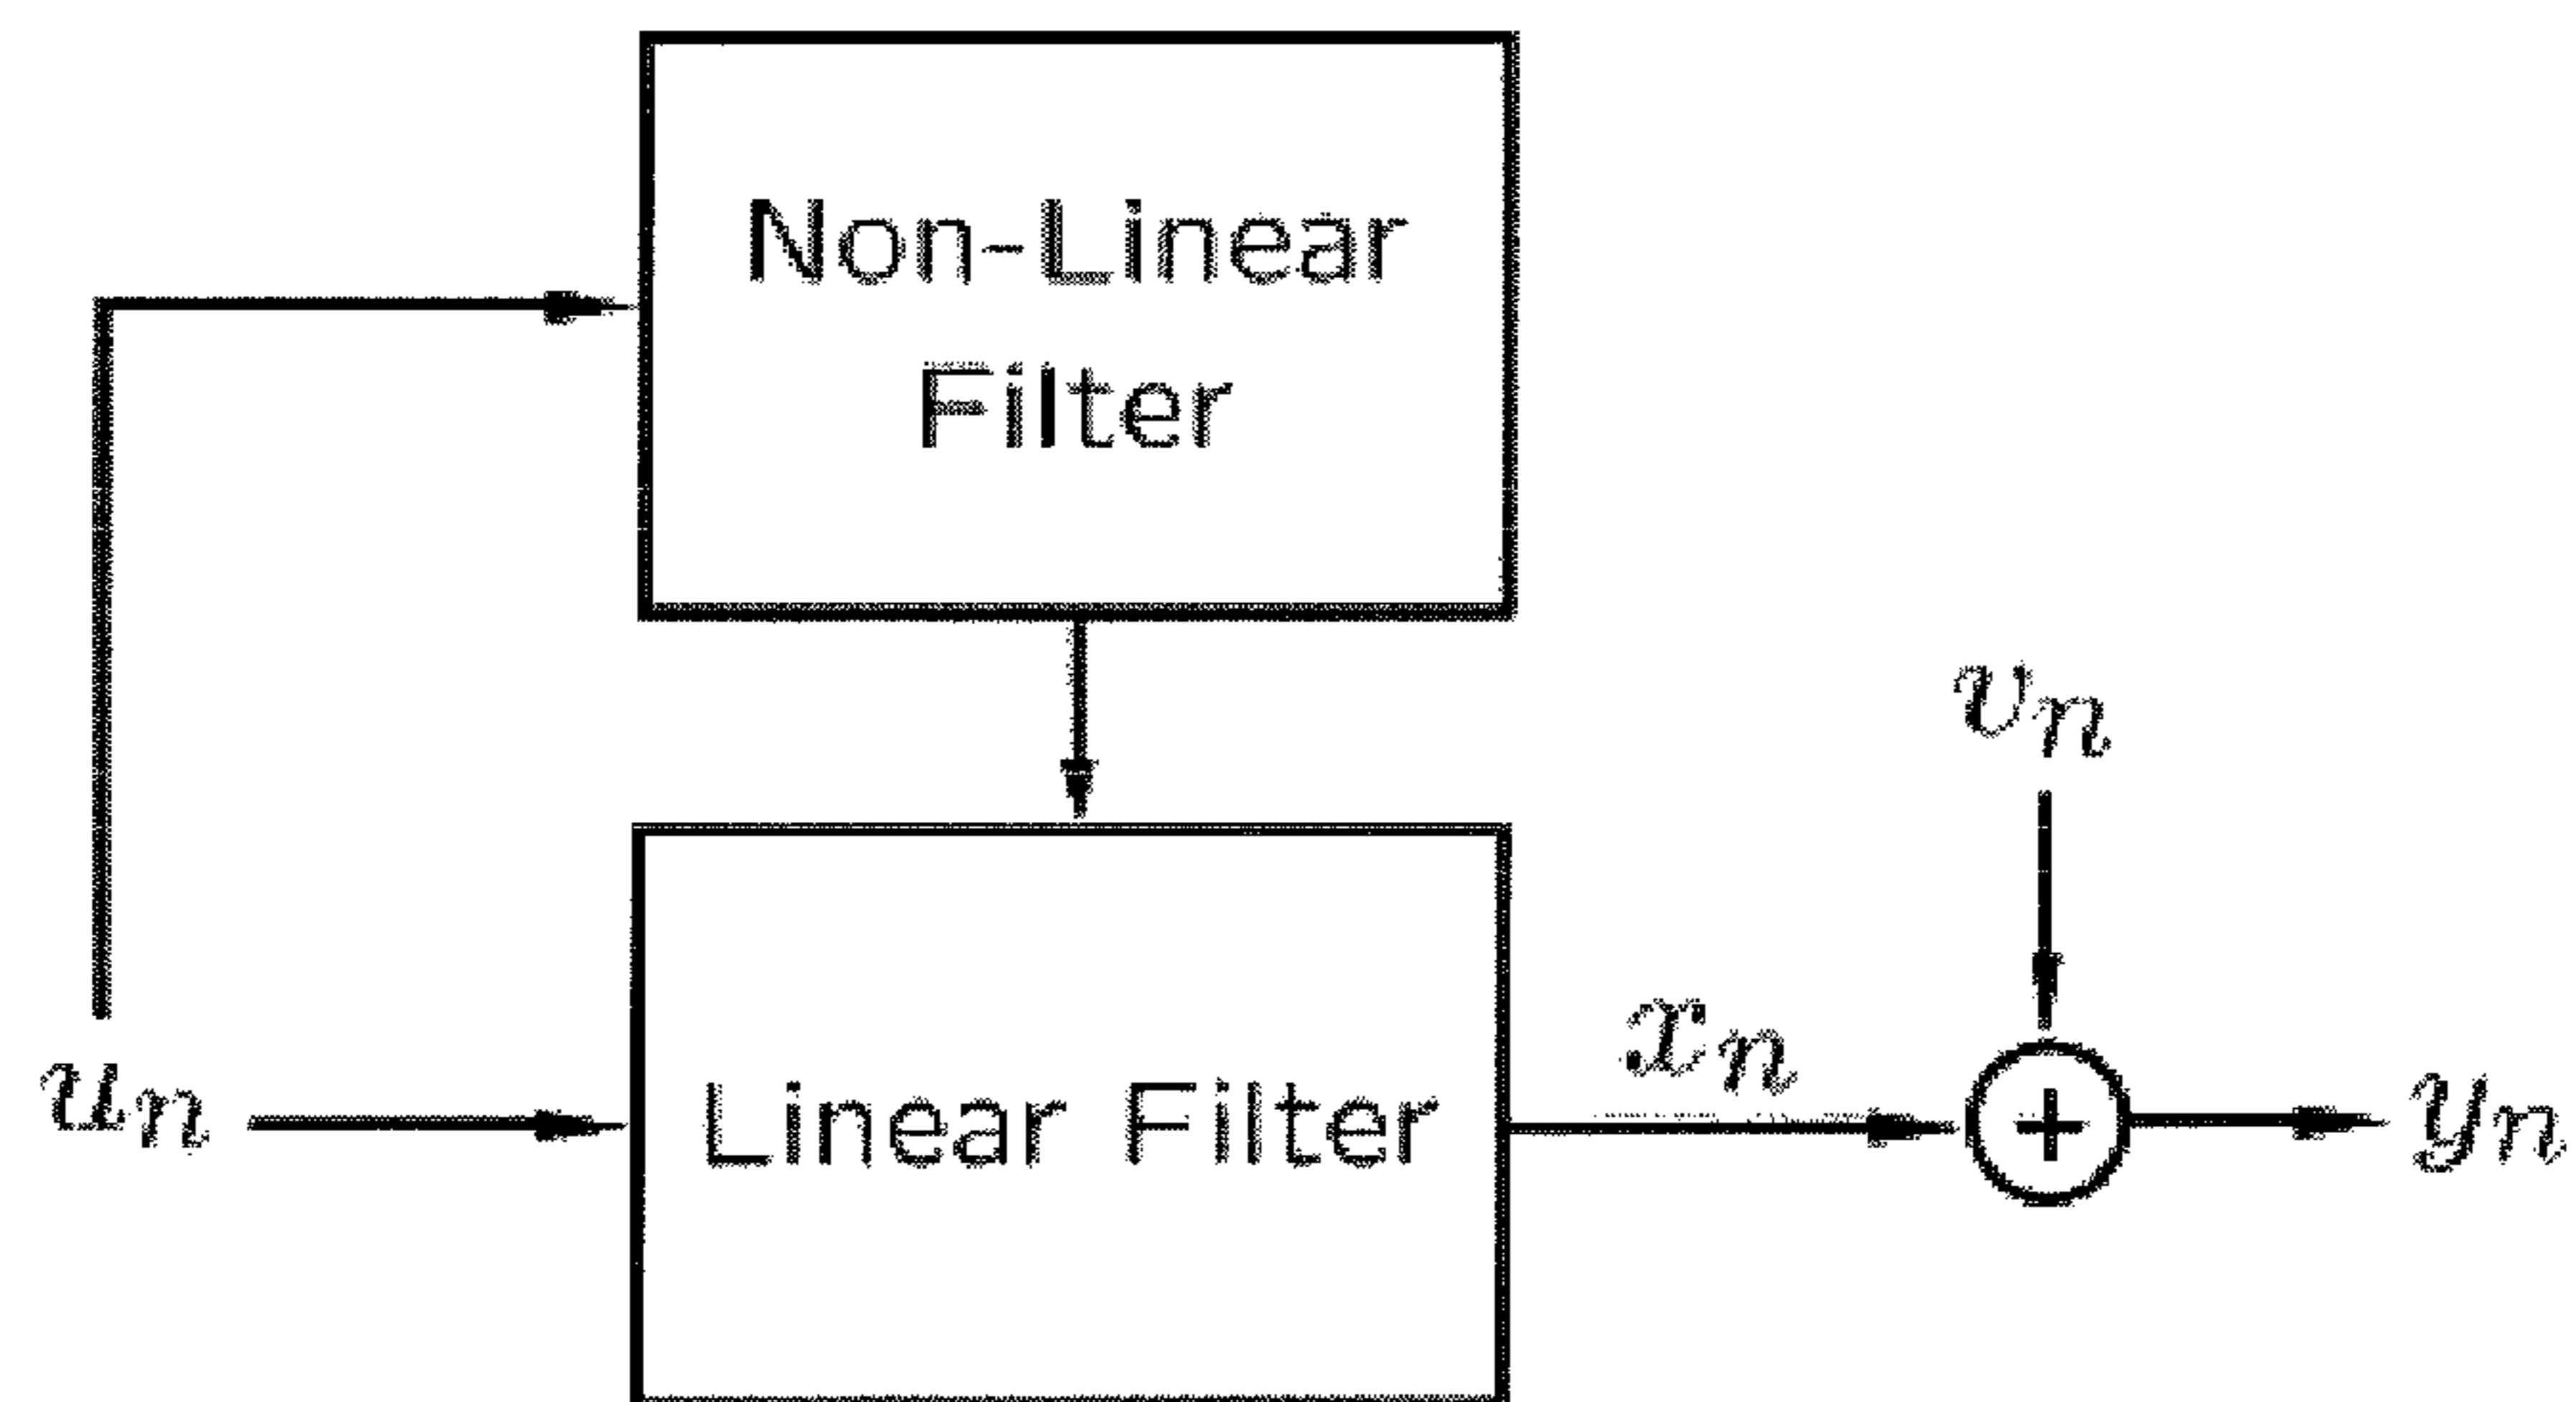 Non-Linear
Filter
v_n
u_n
Linear Filter
x_n
+
y_n